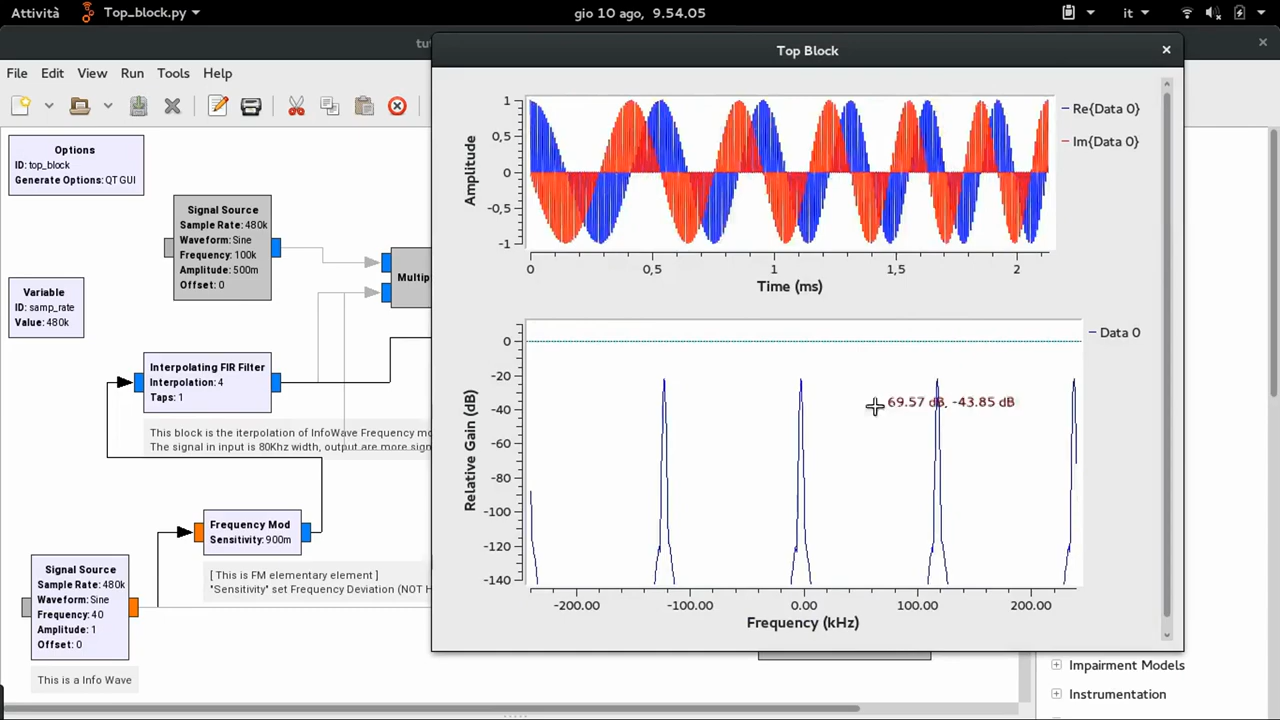 Attività Top_block.py gio 10 ago, 9.54.05 it
tut
Top Block
File Edit View Run Tools Help
Options
ID: top_block
Generate Options: QT GUI
Signal Source
Sample Rate: 480k
Waveform: Sine
Frequency: 100k
Amplitude: 500m
Offset: 0
Multip
Variable
ID: samp_rate
Value: 480k
Interpolating FIR Filter
Interpolation: 4
Taps: 1
This block is the iterpolation of InfoWave Frequency mo
The signal in input is 80Khz width, output are more sign
Frequency Mod
Sensitivity: 900m
[ This is FM elementary element ]
"Sensitivity" set Frequency Deviation (NOT H
Signal Source
Sample Rate: 480k
Waveform: Sine
Frequency: 40
Amplitude: 1
Offset: 0
This is a Info Wave
Amplitude
1
0,5
0
-0,5
-1
0 0,5 1 1,5 2
Time (ms)
Re{Data 0}
Im{Data 0}
Relative Gain (dB)
0
-20
-40
-60
-80
-100
-120
-140
69.57 dB, -43.85 dB
-200.00 -100.00 0.00 100.00 200.00
Frequency (kHz)
Data 0
Impairment Models
Instrumentation